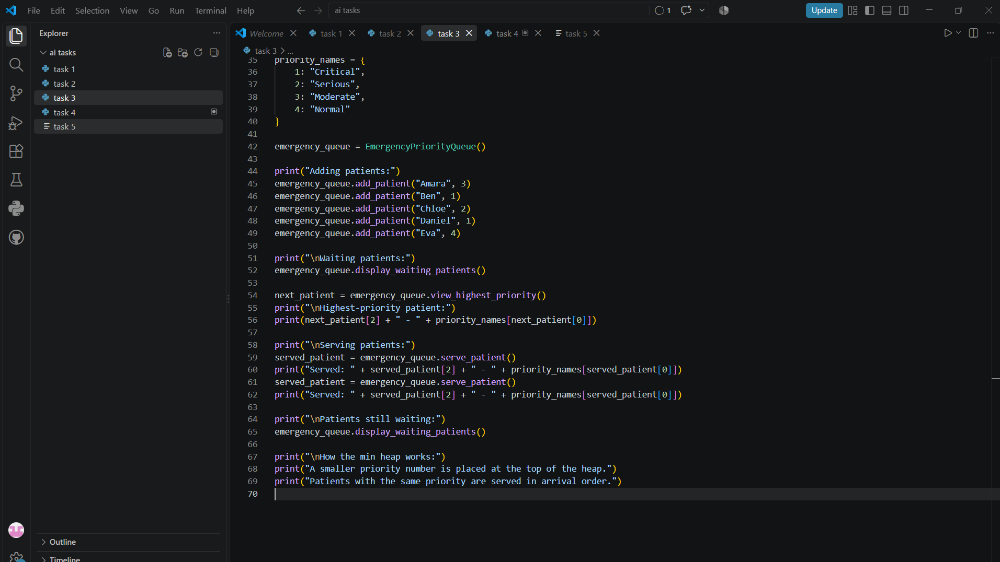 File Edit Selection View Go Run Terminal Help
ai tasks
1
Update
Explorer
Welcome
task 1
task 2
task 3
task 4
task 5
ai tasks
task 1
task 2
task 3
task 4
task 5
task 3 > ...
35 priority_names = {
36     1: "Critical",
37     2: "Serious",
38     3: "Moderate",
39     4: "Normal"
40 }
41
42 emergency_queue = EmergencyPriorityQueue()
43
44 print("Adding patients:")
45 emergency_queue.add_patient("Amara", 3)
46 emergency_queue.add_patient("Ben", 1)
47 emergency_queue.add_patient("Chloe", 2)
48 emergency_queue.add_patient("Daniel", 1)
49 emergency_queue.add_patient("Eva", 4)
50
51 print("\nWaiting patients:")
52 emergency_queue.display_waiting_patients()
53
54 next_patient = emergency_queue.view_highest_priority()
55 print("\nHighest-priority patient:")
56 print(next_patient[2] + " - " + priority_names[next_patient[0]])
57
58 print("\nServing patients:")
59 served_patient = emergency_queue.serve_patient()
60 print("Served: " + served_patient[2] + " - " + priority_names[served_patient[0]])
61 served_patient = emergency_queue.serve_patient()
62 print("Served: " + served_patient[2] + " - " + priority_names[served_patient[0]])
63
64 print("\nPatients still waiting:")
65 emergency_queue.display_waiting_patients()
66
67 print("\nHow the min heap works:")
68 print("A smaller priority number is placed at the top of the heap.")
69 print("Patients with the same priority are served in arrival order.")
70
Outline
Timeline